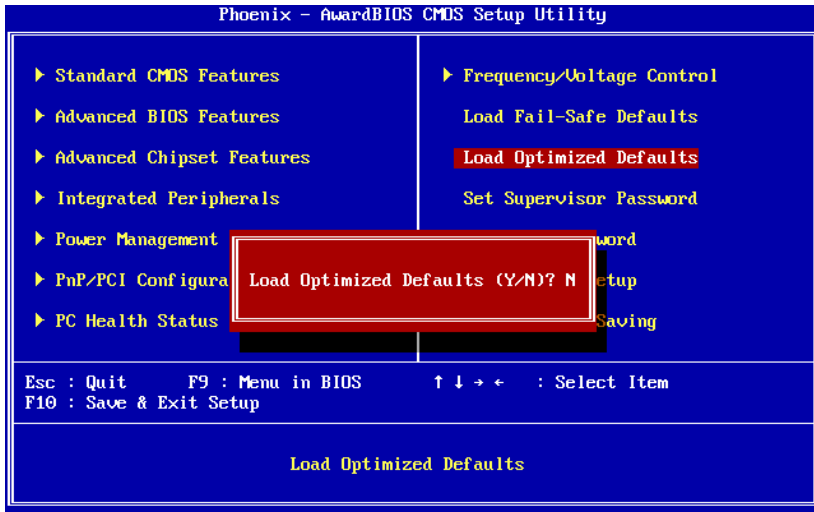 Phoenix - AwardBIOS CMOS Setup Utility
▶ Standard CMOS Features
▶ Advanced BIOS Features
▶ Advanced Chipset Features
▶ Integrated Peripherals
▶ Power Management
▶ PnP/PCI Configura
▶ PC Health Status
▶ Frequency/Voltage Control
Load Fail-Safe Defaults
Load Optimized Defaults
Set Supervisor Password
word
etup
Saving
Load Optimized Defaults (Y/N)? N
Esc : Quit F9 : Menu in BIOS ↑ ↓ → ← : Select Item
F10 : Save & Exit Setup
Load Optimized Defaults